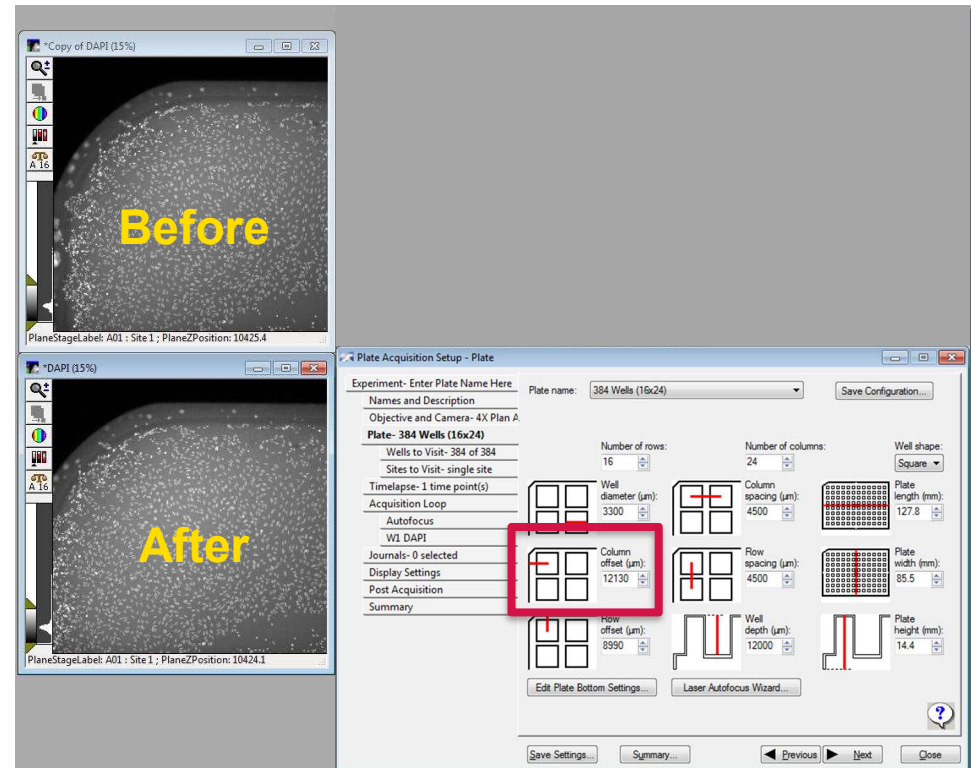 *Copy of DAPI (15%)
A 16
Before
PlaneStageLabel: A01 : Site 1 ; PlaneZPosition: 10425.4
*DAPI (15%)
A 16
After
PlaneStageLabel: A01 : Site 1 ; PlaneZPosition: 10424.1
Plate Acquisition Setup - Plate
Experiment- Enter Plate Name Here
Names and Description
Objective and Camera- 4X Plan A
Plate- 384 Wells (16x24)
Wells to Visit- 384 of 384
Sites to Visit- single site
Timelapse- 1 time point(s)
Acquisition Loop
Autofocus
W1 DAPI
Journals- 0 selected
Display Settings
Post Acquisition
Summary
Plate name: 384 Wells (16x24)
Save Configuration...
Number of rows:
16
Number of columns:
24
Well shape:
Square
Well
diameter (µm):
3300
Column
spacing (µm):
4500
Plate
length (mm):
127.8
Column
offset (µm):
12130
Row
spacing (µm):
4500
Plate
width (mm):
85.5
Row
offset (µm):
8990
Well
depth (µm):
12000
Plate
height (mm):
14.4
Edit Plate Bottom Settings...
Laser Autofocus Wizard...
?
Save Settings...
Summary...
Previous
Next
Close